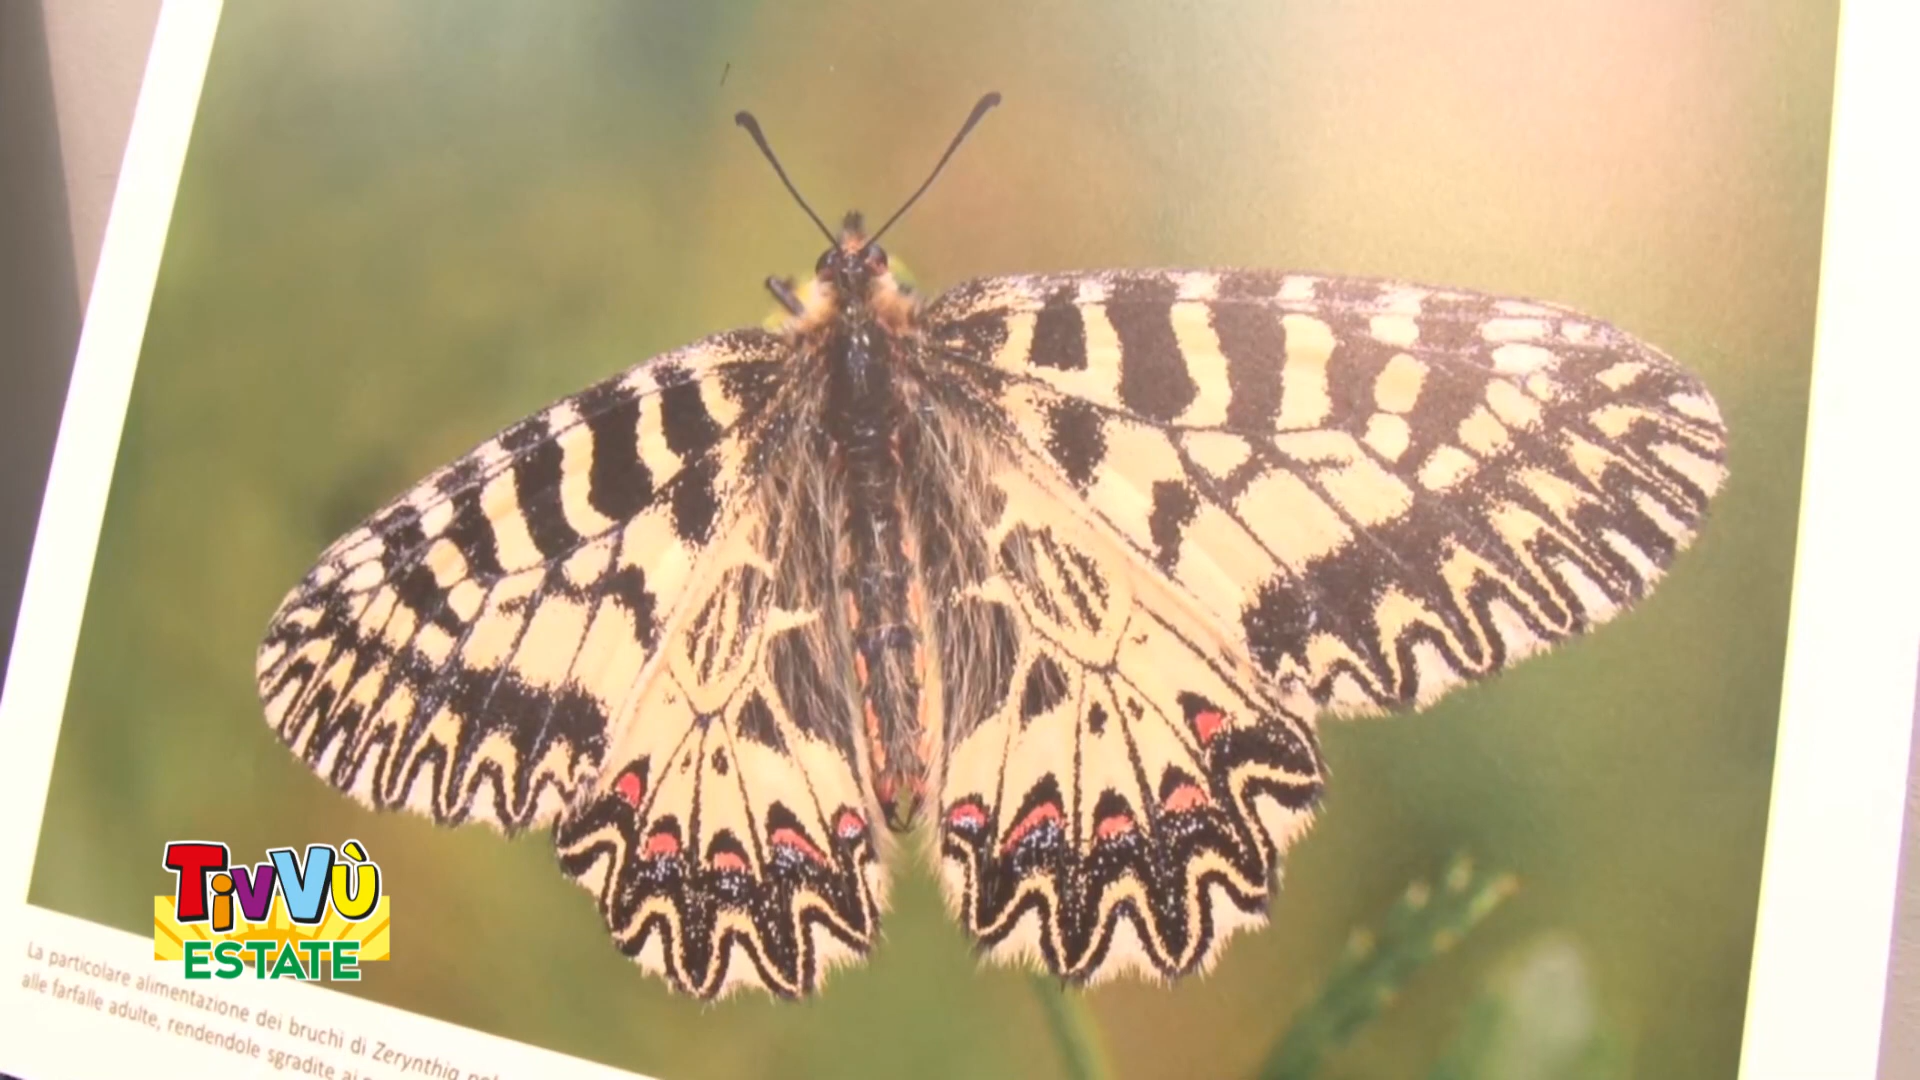 TivVù
ESTATE
La particolare alimentazione dei bruchi di Zerynthia
alle farfalle adulte, rendendole sgradite ai